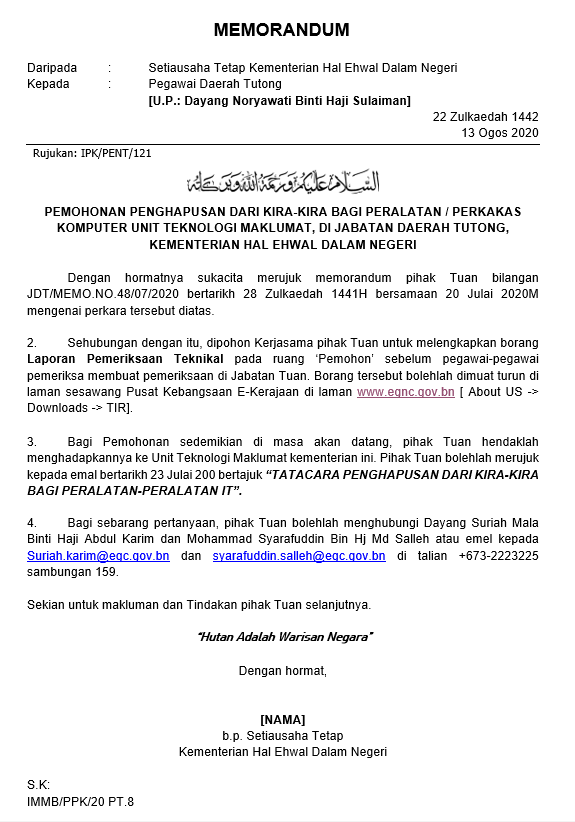 MEMORANDUM
Daripada : Setiausaha Tetap Kementerian Hal Ehwal Dalam Negeri
Kepada : Pegawai Daerah Tutong
[U.P.: Dayang Noryawati Binti Haji Sulaiman]
22 Zulkaedah 1442
13 Ogos 2020
Rujukan: IPK/PENT/121
السلام عليكم ورحمة الله وبركاته
PEMOHONAN PENGHAPUSAN DARI KIRA-KIRA BAGI PERALATAN / PERKAKAS
KOMPUTER UNIT TEKNOLOGI MAKLUMAT, DI JABATAN DAERAH TUTONG,
KEMENTERIAN HAL EHWAL DALAM NEGERI
Dengan hormatnya sukacita merujuk memorandum pihak Tuan bilangan
JDT/MEMO.NO.48/07/2020 bertarikh 28 Zulkaedah 1441H bersamaan 20 Julai 2020M
mengenai perkara tersebut diatas.
2. Sehubungan dengan itu, dipohon Kerjasama pihak Tuan untuk melengkapkan borang
Laporan Pemeriksaan Teknikal pada ruang ‘Pemohon’ sebelum pegawai-pegawai
pemeriksa membuat pemeriksaan di Jabatan Tuan. Borang tersebut bolehlah dimuat turun di
laman sesawang Pusat Kebangsaan E-Kerajaan di laman www.egnc.gov.bn [ About US ->
Downloads -> TIR].
3. Bagi Pemohonan sedemikian di masa akan datang, pihak Tuan hendaklah
menghadapkannya ke Unit Teknologi Maklumat kementerian ini. Pihak Tuan bolehlah merujuk
kepada emal bertarikh 23 Julai 200 bertajuk “TATACARA PENGHAPUSAN DARI KIRA-KIRA
BAGI PERALATAN-PERALATAN IT”.
4. Bagi sebarang pertanyaan, pihak Tuan bolehlah menghubungi Dayang Suriah Mala
Binti Haji Abdul Karim dan Mohammad Syarafuddin Bin Hj Md Salleh atau emel kepada
Suriah.karim@egc.gov.bn dan syarafuddin.salleh@egc.gov.bn di talian +673-2223225
sambungan 159.
Sekian untuk makluman dan Tindakan pihak Tuan selanjutnya.
“Hutan Adalah Warisan Negara”
Dengan hormat,
[NAMA]
b.p. Setiausaha Tetap
Kementerian Hal Ehwal Dalam Negeri
S.K:
IMMB/PPK/20 PT.8